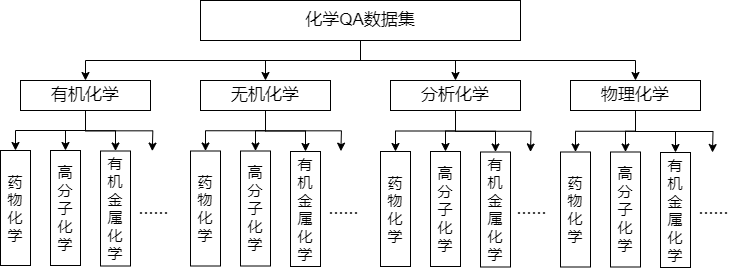 化学QA数据集
有机化学
无机化学
分析化学
物理化学
药物化学
高分子化学
有机金属化学
……
药物化学
高分子化学
有机金属化学
……
药物化学
高分子化学
有机金属化学
……
药物化学
高分子化学
有机金属化学
……